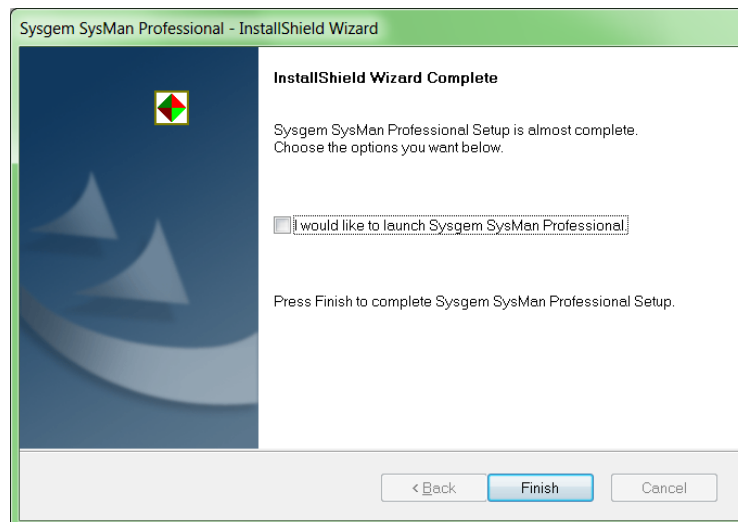 Sysgem SysMan Professional - InstallShield Wizard
InstallShield Wizard Complete
Sysgem SysMan Professional Setup is almost complete.
Choose the options you want below.
I would like to launch Sysgem SysMan Professional.
Press Finish to complete Sysgem SysMan Professional Setup.
< Back
Finish
Cancel